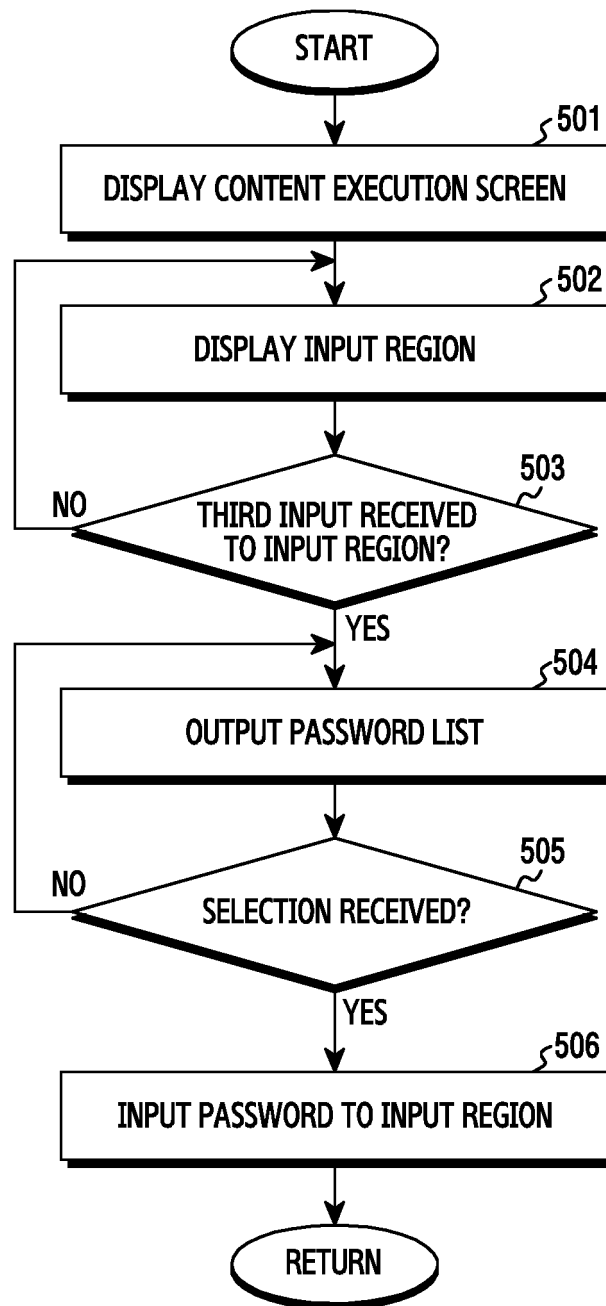 START
501
DISPLAY CONTENT EXECUTION SCREEN
502
DISPLAY INPUT REGION
503
NO
THIRD INPUT RECEIVED
TO INPUT REGION?
YES
504
OUTPUT PASSWORD LIST
505
NO
SELECTION RECEIVED?
YES
506
INPUT PASSWORD TO INPUT REGION
RETURN